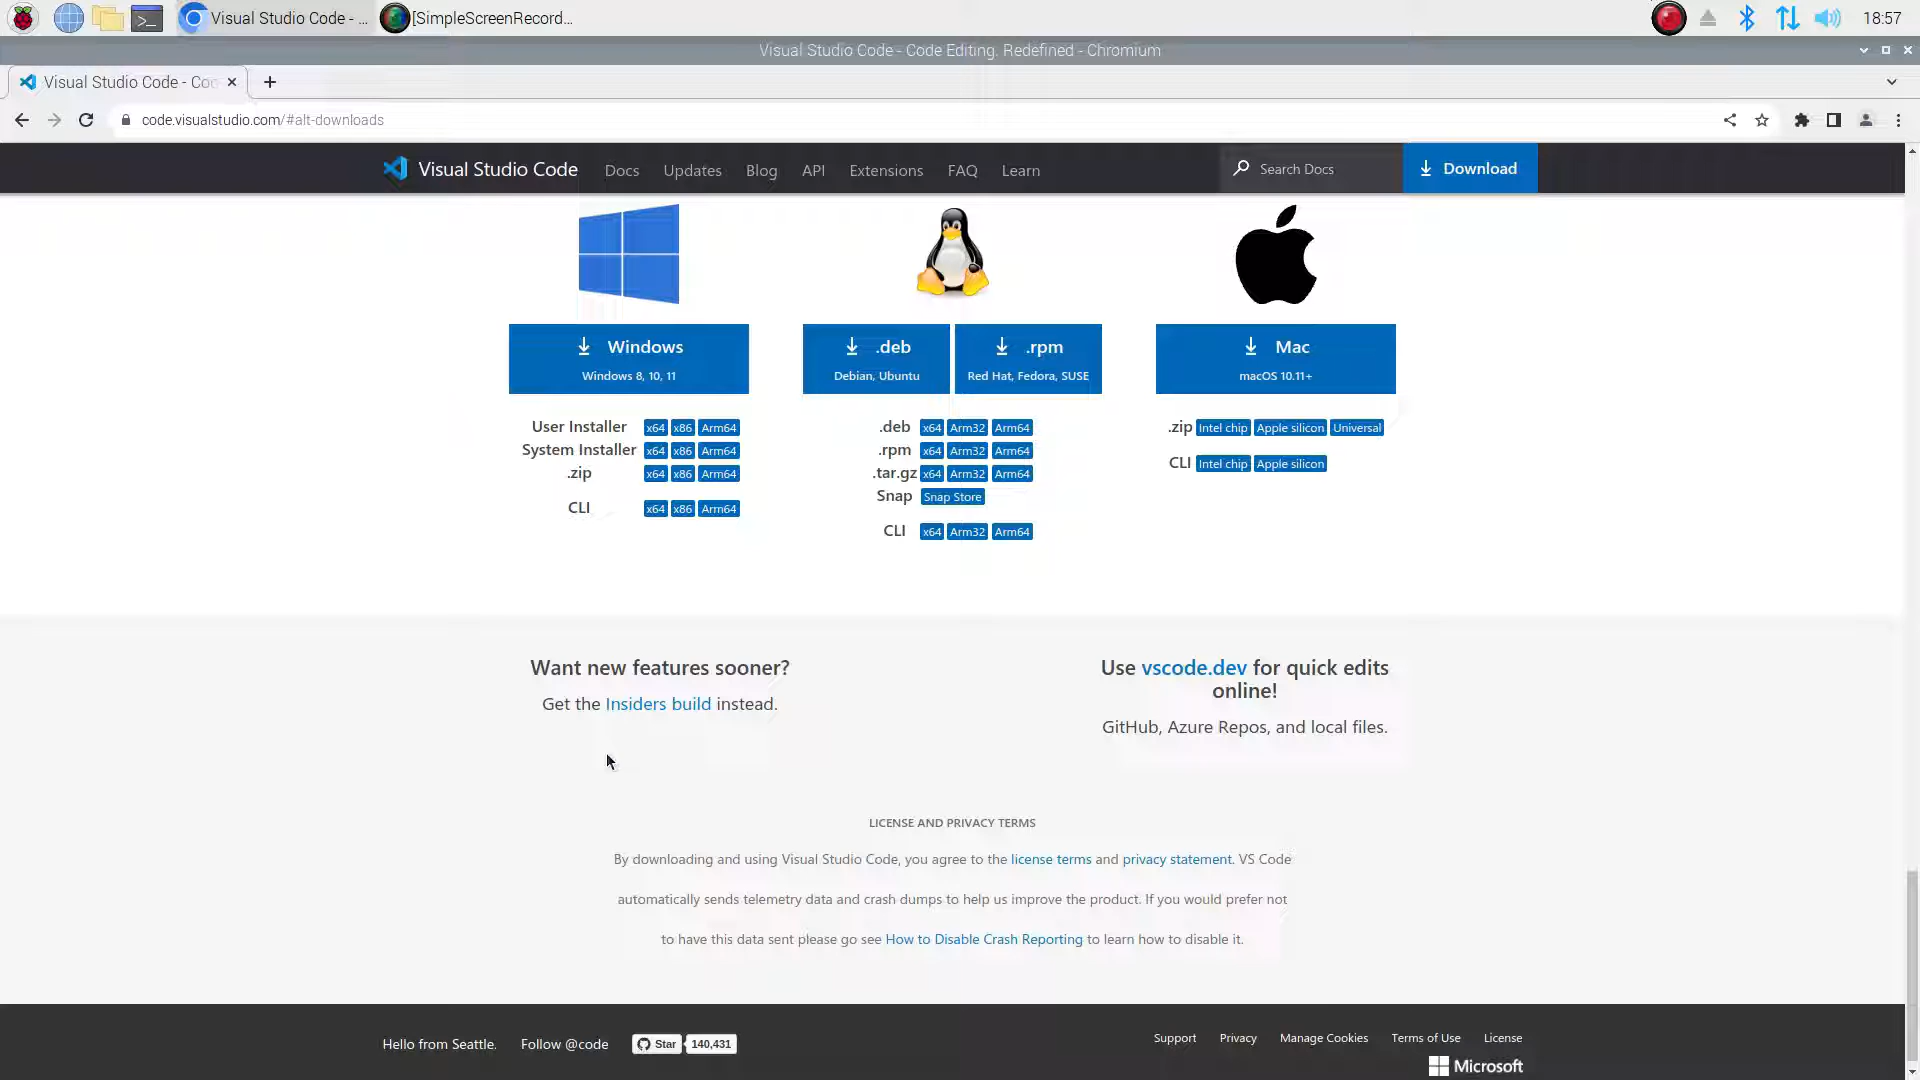 Visual Studio Code - ...
[SimpleScreenRecord...
18:57
Visual Studio Code - Code Editing. Redefined - Chromium
Visual Studio Code - Coo
code.visualstudio.com/#alt-downloads
Visual Studio Code
Docs
Updates
Blog
API
Extensions
FAQ
Learn
Search Docs
Download
Windows
Windows 8, 10, 11
.deb
Debian, Ubuntu
.rpm
Red Hat, Fedora, SUSE
Mac
macOS 10.11+
User Installer x64 x86 Arm64
System Installer x64 x86 Arm64
.zip x64 x86 Arm64
CLI x64 x86 Arm64
.deb x64 Arm32 Arm64
.rpm x64 Arm32 Arm64
.tar.gz x64 Arm32 Arm64
Snap Snap Store
CLI x64 Arm32 Arm64
.zip Intel chip Apple silicon Universal
CLI Intel chip Apple silicon
Want new features sooner?
Get the Insiders build instead.
Use vscode.dev for quick edits
online!
GitHub, Azure Repos, and local files.
LICENSE AND PRIVACY TERMS
By downloading and using Visual Studio Code, you agree to the license terms and privacy statement. VS Code
automatically sends telemetry data and crash dumps to help us improve the product. If you would prefer not
to have this data sent please go see How to Disable Crash Reporting to learn how to disable it.
Hello from Seattle.
Follow @code
Star
140,431
Support
Privacy
Manage Cookies
Terms of Use
License
Microsoft